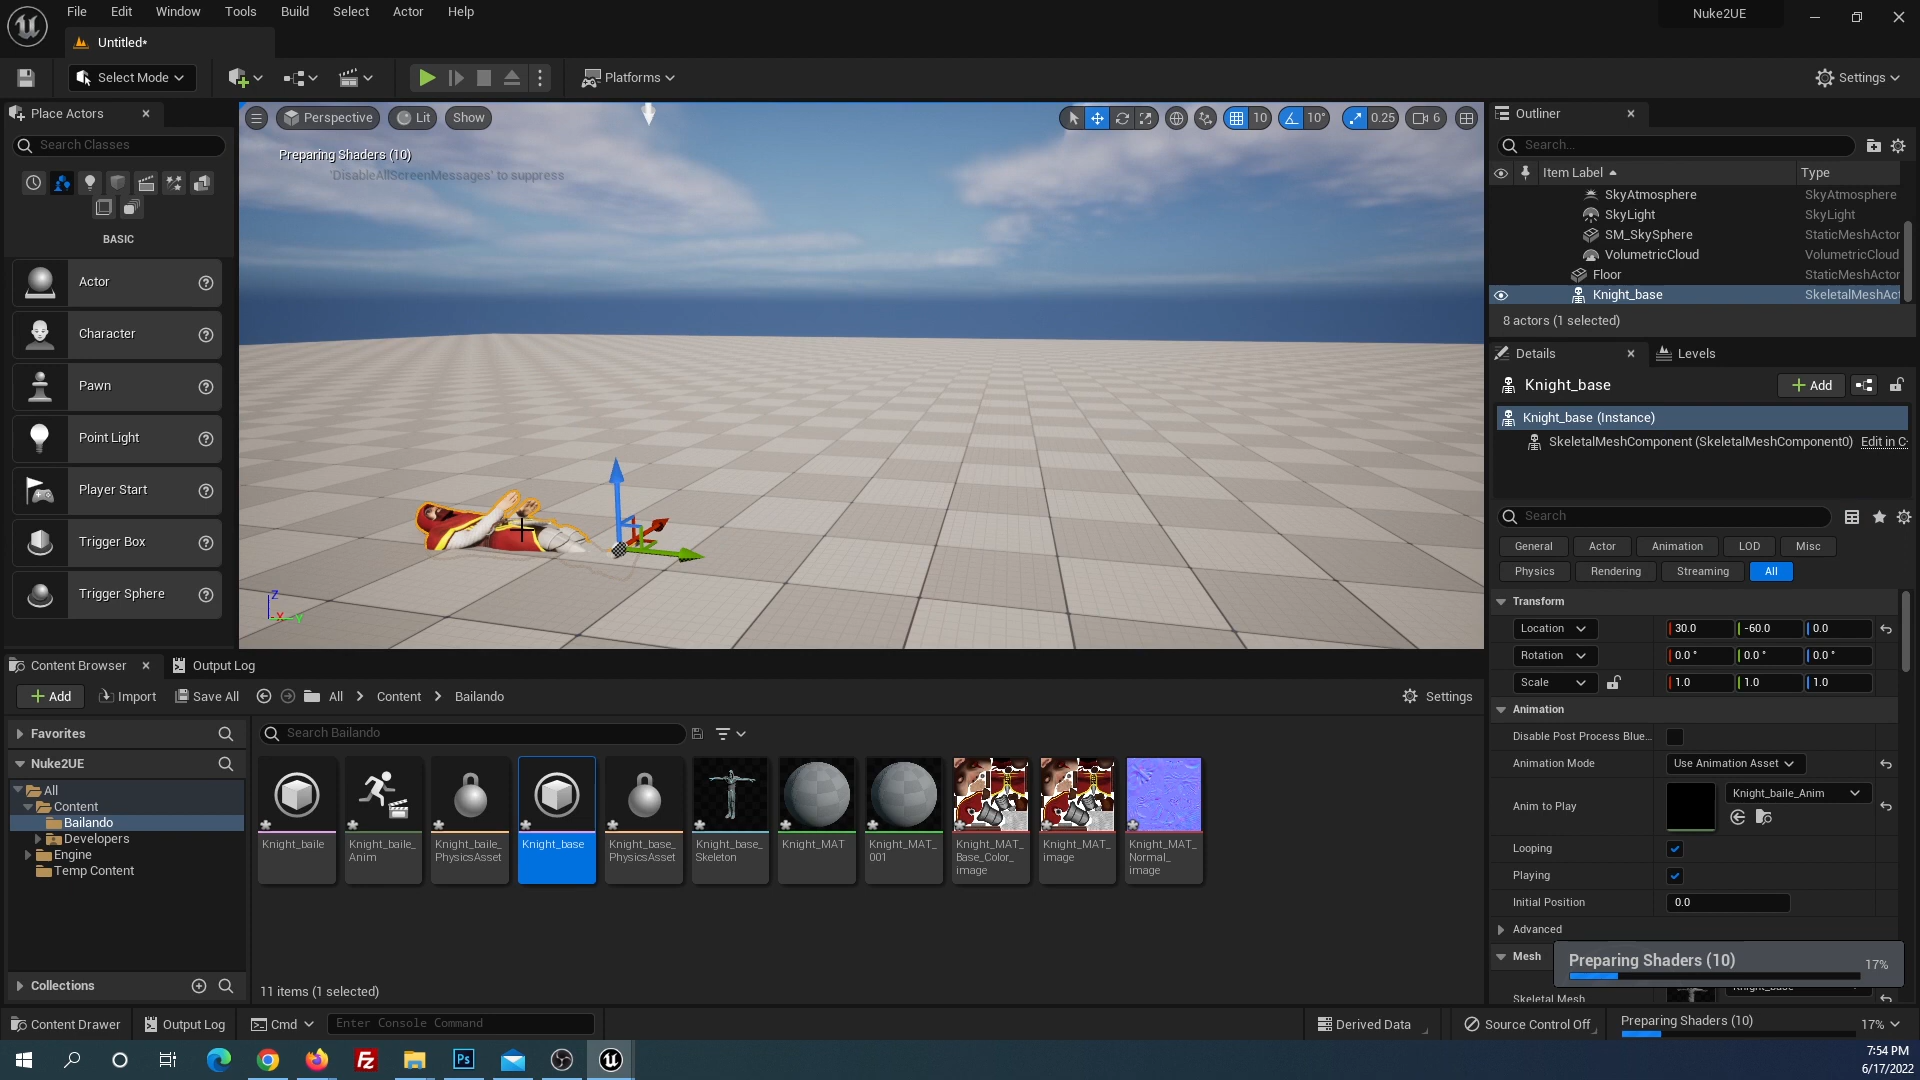 File Edit Window Tools Build Select Actor Help
Nuke2UE
Untitled*
Select Mode
Platforms
Settings
Place Actors
Search Classes
BASIC
Actor
Character
Pawn
Point Light
Player Start
Trigger Box
Trigger Sphere
Perspective Lit Show
10 10° 0.25 6
Preparing Shaders (10)
'DisableAllScreenMessages' to suppress
Z
X Y
Outliner
Search...
Item Label Type
SkyAtmosphere SkyAtmosphere
SkyLight SkyLight
SM_SkySphere StaticMeshActor
VolumetricCloud VolumetricCloud
Floor StaticMeshActor
Knight_base SkeletalMeshAct
8 actors (1 selected)
Details Levels
Knight_base Add
Knight_base (Instance)
SkeletalMeshComponent (SkeletalMeshComponent0) Edit in C
Search
General Actor Animation LOD Misc
Physics Rendering Streaming All
Transform
Location 30.0 -60.0 0.0
Rotation 0.0° 0.0° 0.0°
Scale 1.0 1.0 1.0
Animation
Disable Post Process Blue...
Animation Mode Use Animation Asset
Anim to Play Knight_baile_Anim
Looping
Playing
Initial Position 0.0
Advanced
Mesh
Preparing Shaders (10) 17%
Skeletal Mesh
Content Browser Output Log
Add Import Save All All Content Bailando Settings
Favorites
Nuke2UE
All
Content
Bailando
Developers
Engine
Temp Content
Collections
Search Bailando
Knight_baile
Knight_baile_
Anim
Knight_baile_
PhysicsAsset
Knight_base
Knight_base_
PhysicsAsset
Knight_base_
Skeleton
Knight_MAT
Knight_MAT_
001
Knight_MAT_
Base_Color_
image
Knight_MAT_
image
Knight_MAT_
Normal_
image
11 items (1 selected)
Content Drawer Output Log Cmd Enter Console Command
Derived Data Source Control Off Preparing Shaders (10) 17%
Fz
Ps
7:54 PM
6/17/2022